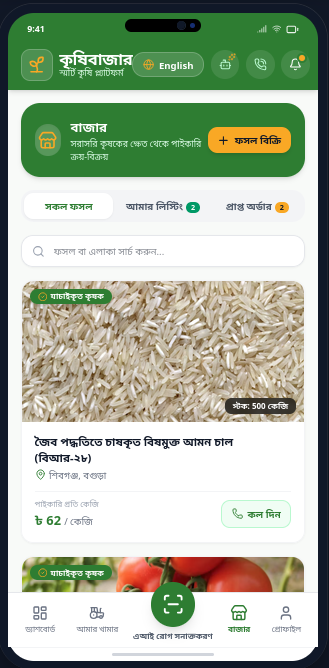 9:41
কৃষিবাজার
স্মার্ট কৃষি প্ল্যাটফর্ম
English
বাজার
সরাসরি কৃষকের ক্ষেত থেকে পাইকারি
ক্রয়-বিক্রয়
+ ফসল বিক্রি
সকল ফসল
আমার লিস্টিং 2
প্রাপ্ত অর্ডার 2
ফসল বা এলাকা সার্চ করুন...
যাচাইকৃত কৃষক
স্টক: 500 কেজি
জৈব পদ্ধতিতে চাষকৃত বিষমুক্ত আমন চাল
(বিআর-২৮)
শিবগঞ্জ, বগুড়া
পাইকারি প্রতি কেজি
৳ 62 / কেজি
কল দিন
যাচাইকৃত কৃষক
ড্যাশবোর্ড
আমার খামার
এআই রোগ সনাক্তকরণ
বাজার
প্রোফাইল